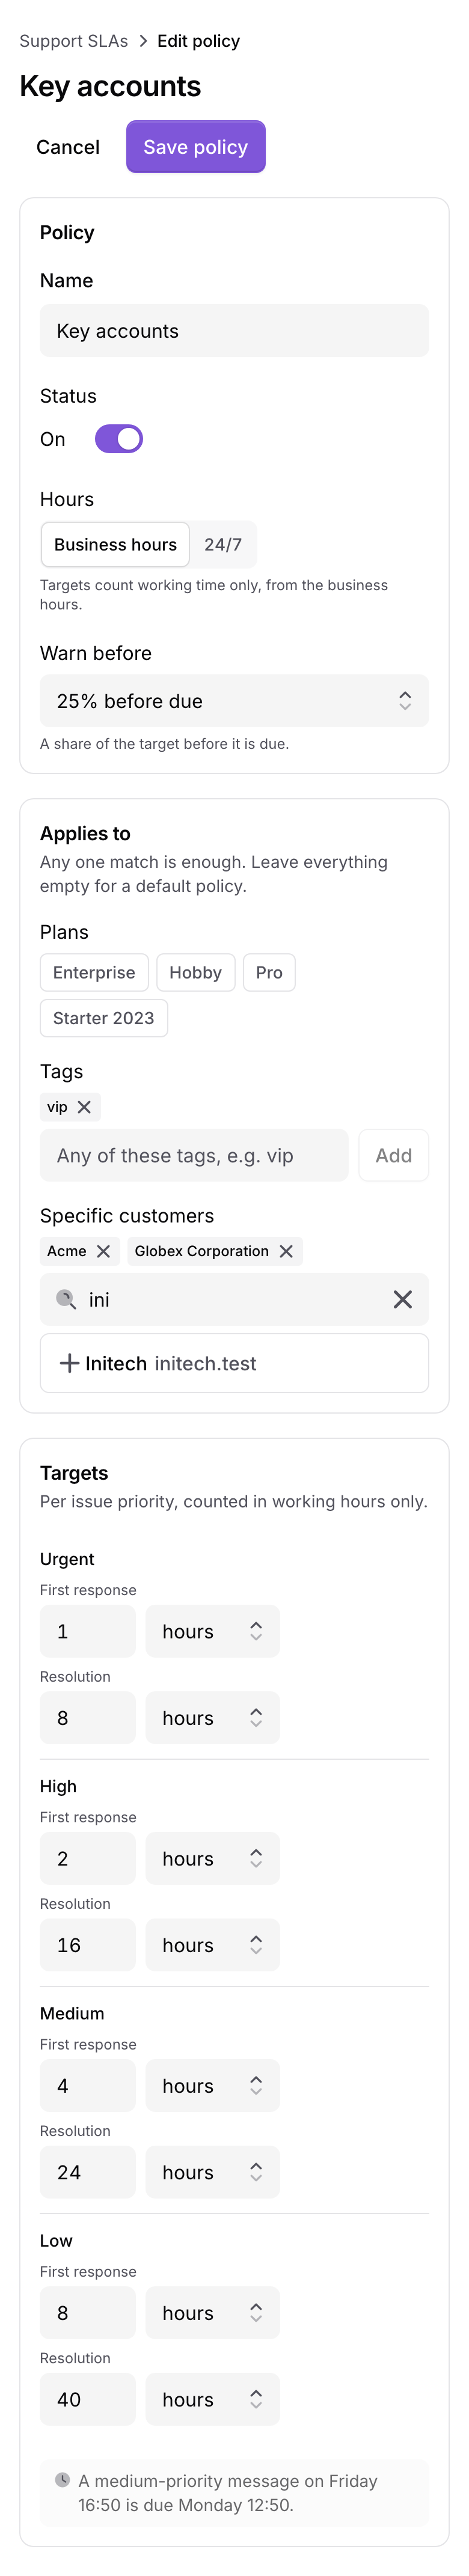 Support SLAs > Edit policy
Key accounts
Cancel Save policy
Policy
Name
Key accounts
Status
On
Hours
Business hours 24/7
Targets count working time only, from the business
hours.
Warn before
25% before due
A share of the target before it is due.
Applies to
Any one match is enough. Leave everything
empty for a default policy.
Plans
Enterprise Hobby Pro
Starter 2023
Tags
vip
Any of these tags, e.g. vip Add
Specific customers
Acme Globex Corporation
ini
Initech initech.test
Targets
Per issue priority, counted in working hours only.
Urgent
First response
1 hours
Resolution
8 hours
High
First response
2 hours
Resolution
16 hours
Medium
First response
4 hours
Resolution
24 hours
Low
First response
8 hours
Resolution
40 hours
A medium-priority message on Friday
16:50 is due Monday 12:50.